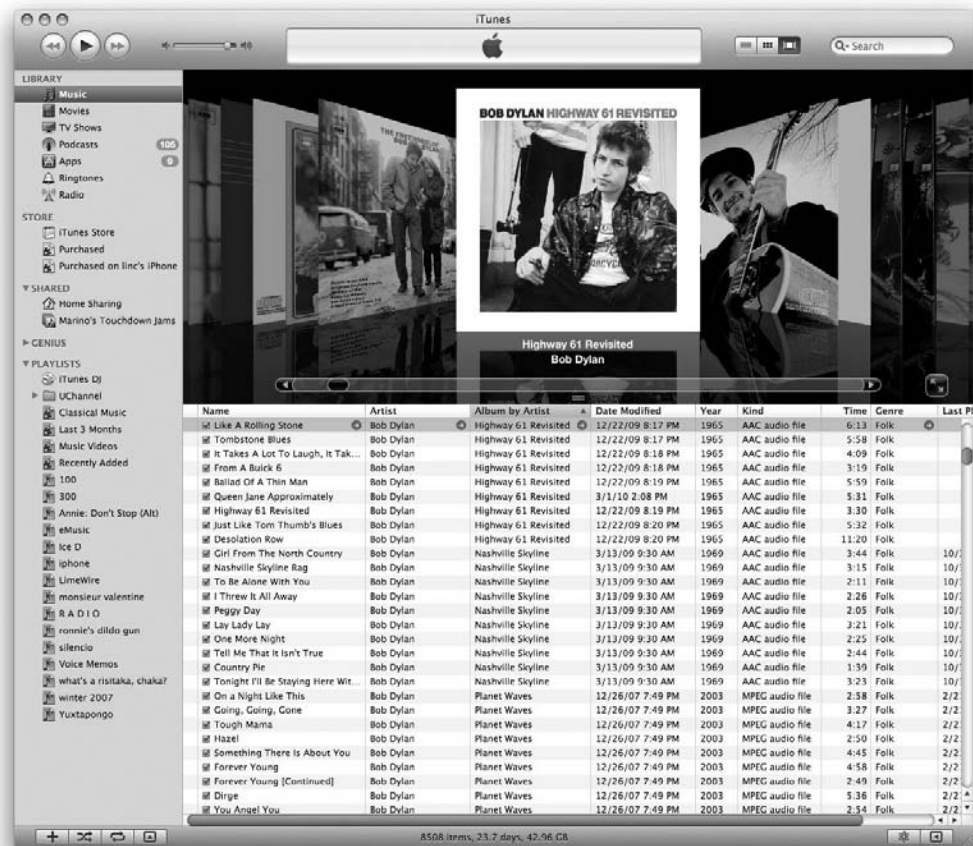 iTunes
Search
LIBRARY
Music
Movies
TV Shows
Podcasts 105
Apps 9
Ringtones
Radio
STORE
iTunes Store
Purchased
Purchased on linc's iPhone
SHARED
Home Sharing
Marino's Touchdown Jams
GENIUS
PLAYLISTS
iTunes DJ
UChannel
Classical Music
Last 3 Months
Music Videos
Recently Added
100
300
Annie: Don't Stop (Alt)
eMusic
Ice D
iphone
LimeWire
monsieur valentine
R A D I O
ronnie's dildo gun
silencio
Voice Memos
what's a risitaka, chaka?
winter 2007
Yuxtapongo
THE FREEWHEELIN' BOB DYLAN
BOB DYLAN HIGHWAY 61 REVISITED
Highway 61 Revisited
Bob Dylan
Name Artist Album by Artist Date Modified Year Kind Time Genre Last Pl
Like A Rolling Stone Bob Dylan Highway 61 Revisited 12/22/09 8:17 PM 1965 AAC audio file 6:13 Folk
Tombstone Blues Bob Dylan Highway 61 Revisited 12/22/09 8:17 PM 1965 AAC audio file 5:58 Folk
It Takes A Lot To Laugh, It Tak... Bob Dylan Highway 61 Revisited 12/22/09 8:18 PM 1965 AAC audio file 4:09 Folk
From A Buick 6 Bob Dylan Highway 61 Revisited 12/22/09 8:18 PM 1965 AAC audio file 3:19 Folk
Ballad Of A Thin Man Bob Dylan Highway 61 Revisited 12/22/09 8:19 PM 1965 AAC audio file 5:59 Folk
Queen Jane Approximately Bob Dylan Highway 61 Revisited 3/1/10 2:08 PM 1965 AAC audio file 5:31 Folk
Highway 61 Revisited Bob Dylan Highway 61 Revisited 12/22/09 8:19 PM 1965 AAC audio file 3:30 Folk
Just Like Tom Thumb's Blues Bob Dylan Highway 61 Revisited 12/22/09 8:20 PM 1965 AAC audio file 5:32 Folk
Desolation Row Bob Dylan Highway 61 Revisited 12/22/09 8:20 PM 1965 AAC audio file 11:20 Folk
Girl From The North Country Bob Dylan Nashville Skyline 3/13/09 9:30 AM 1969 AAC audio file 3:44 Folk 10/
Nashville Skyline Rag Bob Dylan Nashville Skyline 3/13/09 9:30 AM 1969 AAC audio file 3:15 Folk 10/
To Be Alone With You Bob Dylan Nashville Skyline 3/13/09 9:30 AM 1969 AAC audio file 2:11 Folk 10/
I Threw It All Away Bob Dylan Nashville Skyline 3/13/09 9:30 AM 1969 AAC audio file 2:26 Folk 10/
Peggy Day Bob Dylan Nashville Skyline 3/13/09 9:30 AM 1969 AAC audio file 2:05 Folk 10/
Lay Lady Lay Bob Dylan Nashville Skyline 3/13/09 9:30 AM 1969 AAC audio file 3:21 Folk 10/
One More Night Bob Dylan Nashville Skyline 3/13/09 9:30 AM 1969 AAC audio file 2:25 Folk 10/
Tell Me That It Isn't True Bob Dylan Nashville Skyline 3/13/09 9:30 AM 1969 AAC audio file 2:44 Folk 10/
Country Pie Bob Dylan Nashville Skyline 3/13/09 9:30 AM 1969 AAC audio file 1:39 Folk 10/
Tonight I'll Be Staying Here Wit... Bob Dylan Nashville Skyline 3/13/09 9:30 AM 1969 AAC audio file 3:23 Folk 10/
On a Night Like This Bob Dylan Planet Waves 12/26/07 7:49 PM 2003 MPEG audio file 2:58 Folk 2/2
Going, Going, Gone Bob Dylan Planet Waves 12/26/07 7:49 PM 2003 MPEG audio file 3:27 Folk 2/2
Tough Mama Bob Dylan Planet Waves 12/26/07 7:49 PM 2003 MPEG audio file 4:17 Folk 2/2
Hazel Bob Dylan Planet Waves 12/26/07 7:49 PM 2003 MPEG audio file 2:50 Folk 2/2
Something There Is About You Bob Dylan Planet Waves 12/26/07 7:49 PM 2003 MPEG audio file 4:45 Folk 2/2
Forever Young Bob Dylan Planet Waves 12/26/07 7:49 PM 2003 MPEG audio file 4:58 Folk 2/2
Forever Young [Continued] Bob Dylan Planet Waves 12/26/07 7:49 PM 2003 MPEG audio file 2:49 Folk 2/2
Dirge Bob Dylan Planet Waves 12/26/07 7:49 PM 2003 MPEG audio file 5:36 Folk 2/2
You Angel You Bob Dylan Planet Waves 12/26/07 7:49 PM 2003 MPEG audio file 2:54 Folk 2/2
8508 items, 23.7 days, 42.96 GB